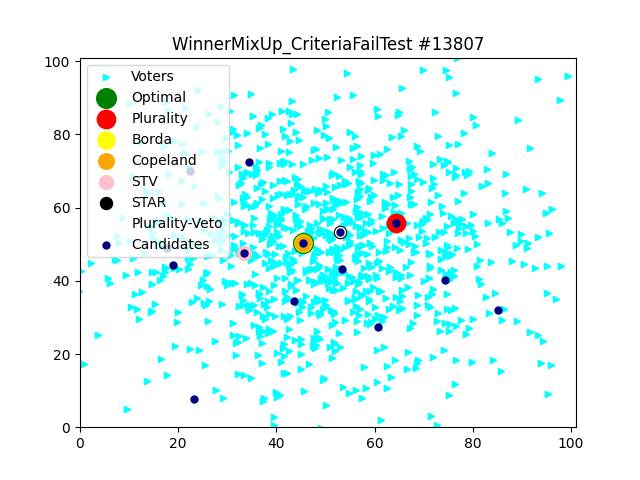 WinnerMixUp_CriteriaFailTest #13807
Voters
Optimal
Plurality
Borda
Copeland
STV
STAR
Plurality-Veto
Candidates
100
80
60
40
20
0
0 20 40 60 80 100